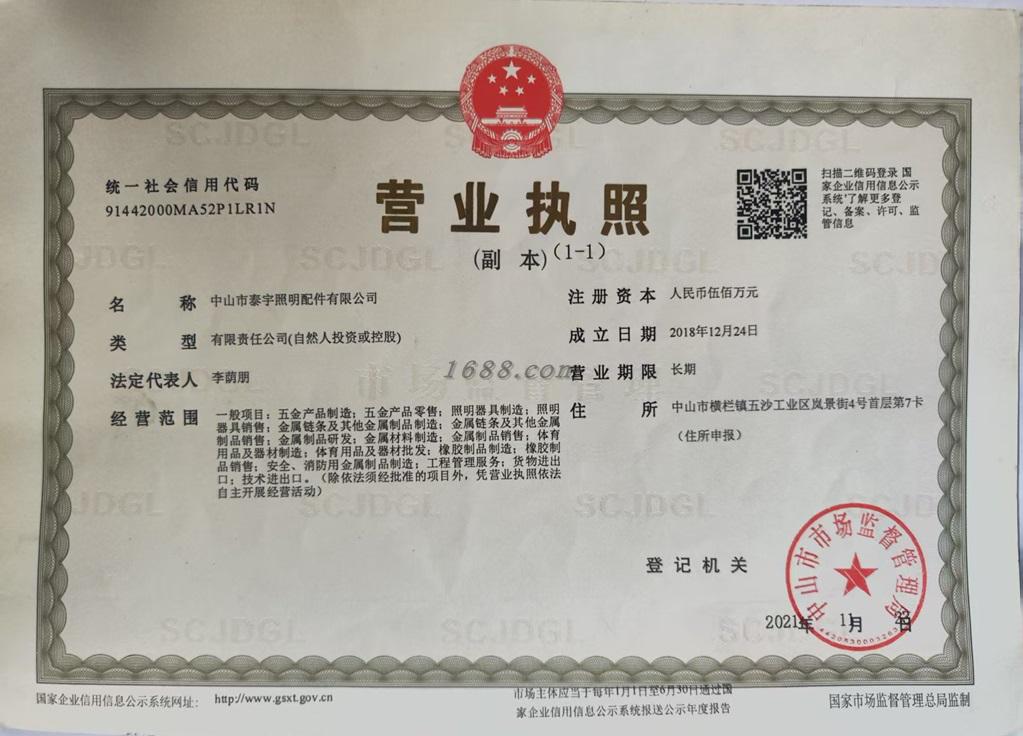 统一社会信用代码
91442000MA52P1LR1N
营业执照
(副 本)(1-1)
扫描二维码登录 国
家企业信用信息公示
系统'了解更多登
记、备案、许可、监
管信息
名称 中山市泰宇照明配件有限公司
类型 有限责任公司(自然人投资或控股)
法定代表人 李荫朋
经营范围 一般项目：五金产品制造；五金产品零售；照明器具制造；照明
器具销售；金属链条及其他金属制品制造；金属链条及其他金属
制品销售；金属制品研发；金属材料制造；金属制品销售；体育
用品及器材制造；体育用品及器材批发；橡胶制品制造；橡胶制
品销售；安全、消防用金属制品制造；工程管理服务；货物进出
口；技术进出口。（除依法须经批准的项目外，凭营业执照依法
自主开展经营活动）
注册资本 人民币伍佰万元
成立日期 2018年12月24日
营业期限 长期
住所 中山市横栏镇五沙工业区岚景街4号首层第7卡
（住所申报）
1688.com
登记机关
中山市市场监督管理局
2021年 11月 日
国家企业信用信息公示系统网址： http://www.gsxt.gov.cn
市场主体应当于每年1月1日至6月30日通过国
家企业信用信息公示系统报送公示年度报告
国家市场监督管理总局监制
SCJDGL
SCJDGL
SCJDGL
SCJDGL
SCJDGL
SCJDGL